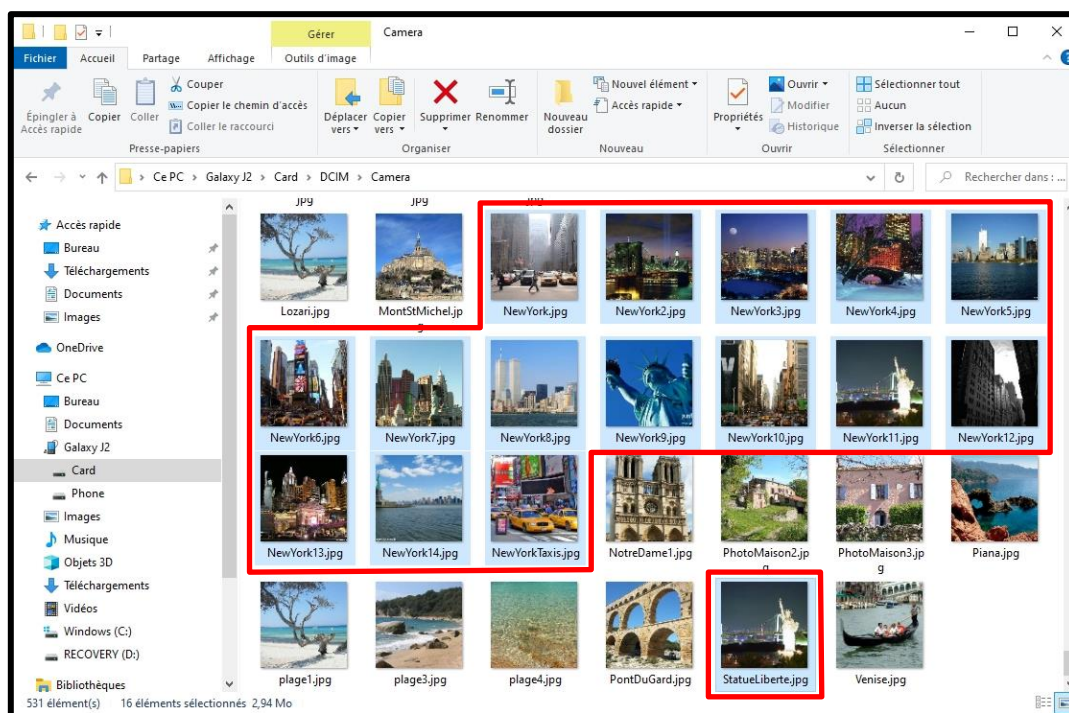 Gérer Camera
Fichier Accueil Partage Affichage Outils d'image
Épingler à Accès rapide
Copier
Coller
Couper
Copier le chemin d'accès
Coller le raccourci
Presse-papiers
Déplacer vers
Copier vers
Supprimer
Renommer
Organiser
Nouveau dossier
Nouvel élément
Accès rapide
Nouveau
Propriétés
Ouvrir
Modifier
Historique
Ouvrir
Sélectionner tout
Aucun
Inverser la sélection
Sélectionner
Ce PC > Galaxy J2 > Card > DCIM > Camera
Rechercher dans : ...
Accès rapide
Bureau
Téléchargements
Documents
Images
OneDrive
Ce PC
Bureau
Documents
Galaxy J2
Card
Phone
Images
Musique
Objets 3D
Téléchargements
Vidéos
Windows (C:)
RECOVERY (D:)
Bibliothèques
Lozari.jpg MontStMichel.jpg NewYork.jpg NewYork2.jpg NewYork3.jpg NewYork4.jpg NewYork5.jpg
NewYork6.jpg NewYork7.jpg NewYork8.jpg NewYork9.jpg NewYork10.jpg NewYork11.jpg NewYork12.jpg
NewYork13.jpg NewYork14.jpg NewYorkTaxis.jpg NotreDame1.jpg PhotoMaison2.jpg PhotoMaison3.jpg Piana.jpg
plage1.jpg plage3.jpg plage4.jpg PontDuGard.jpg StatueLiberte.jpg Venise.jpg
531 élément(s) 16 éléments sélectionnés 2,94 Mo